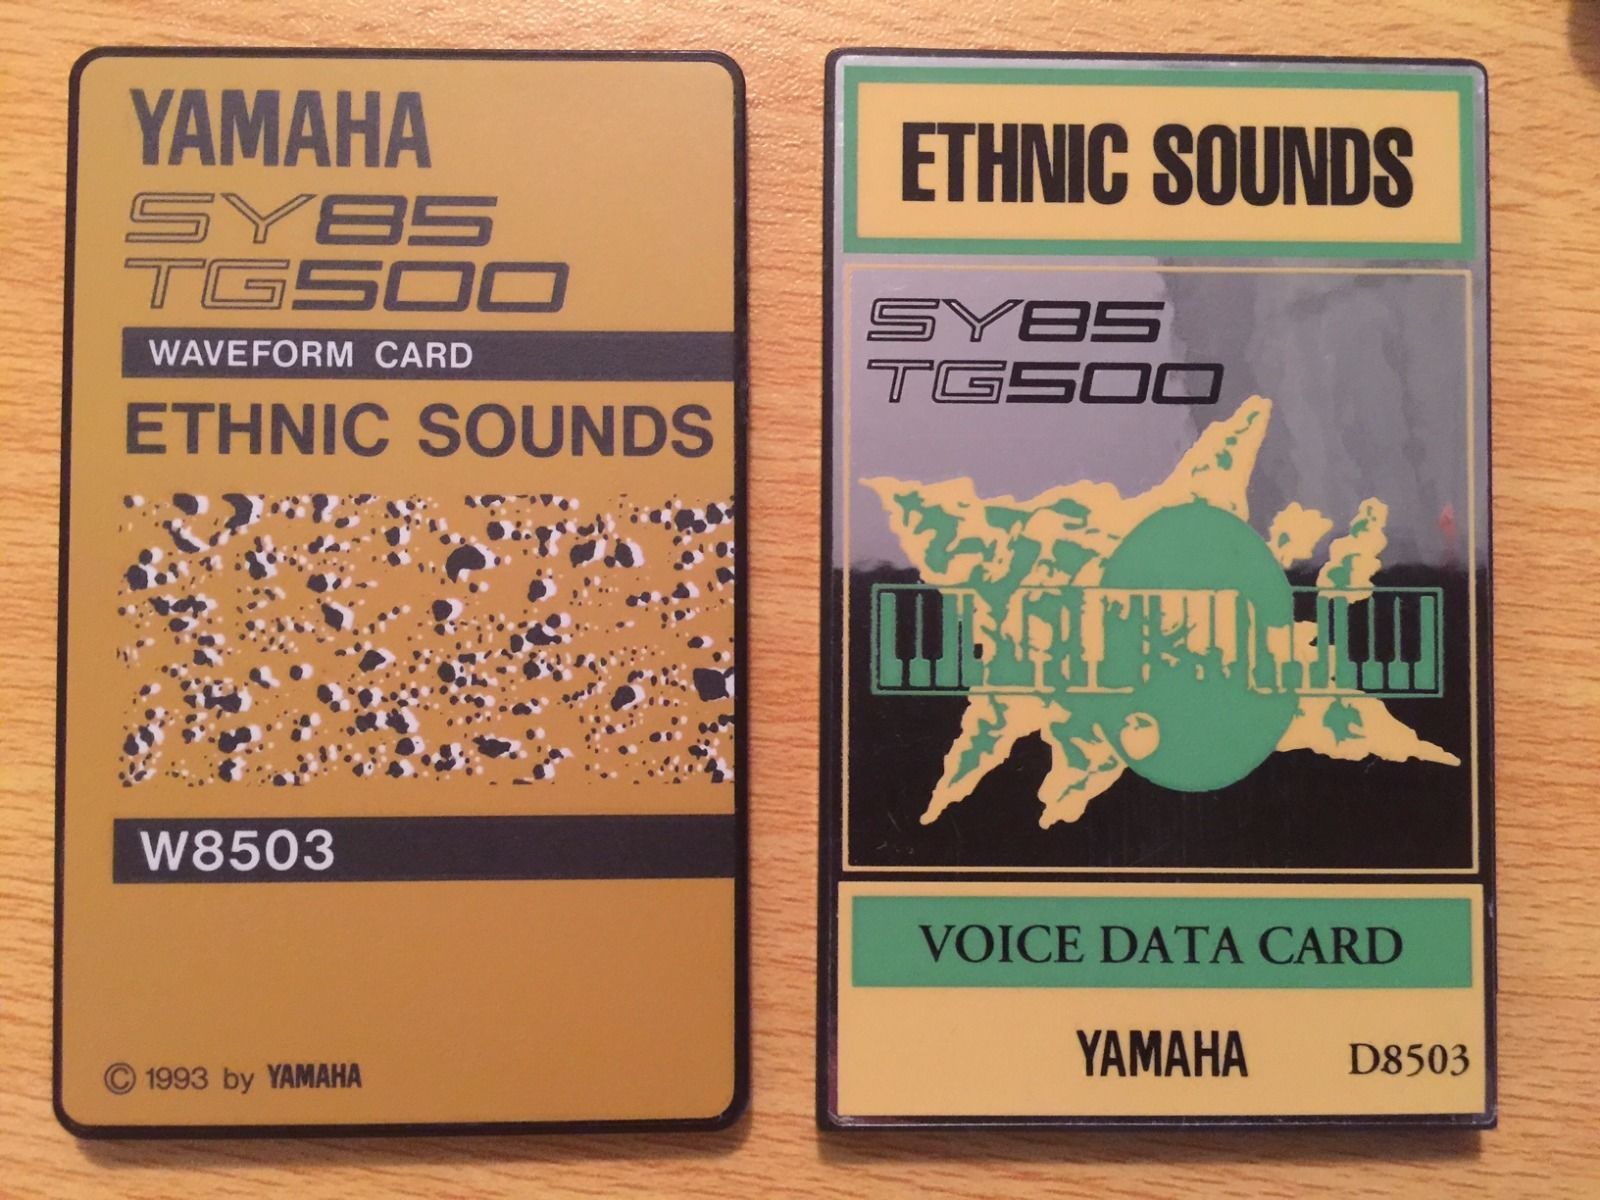 YAMAHA
SY85
TG500
WAVEFORM CARD
ETHNIC SOUNDS
W8503
© 1993 by YAMAHA
ETHNIC SOUNDS
SY85
TG500
VOICE DATA CARD
YAMAHA D8503